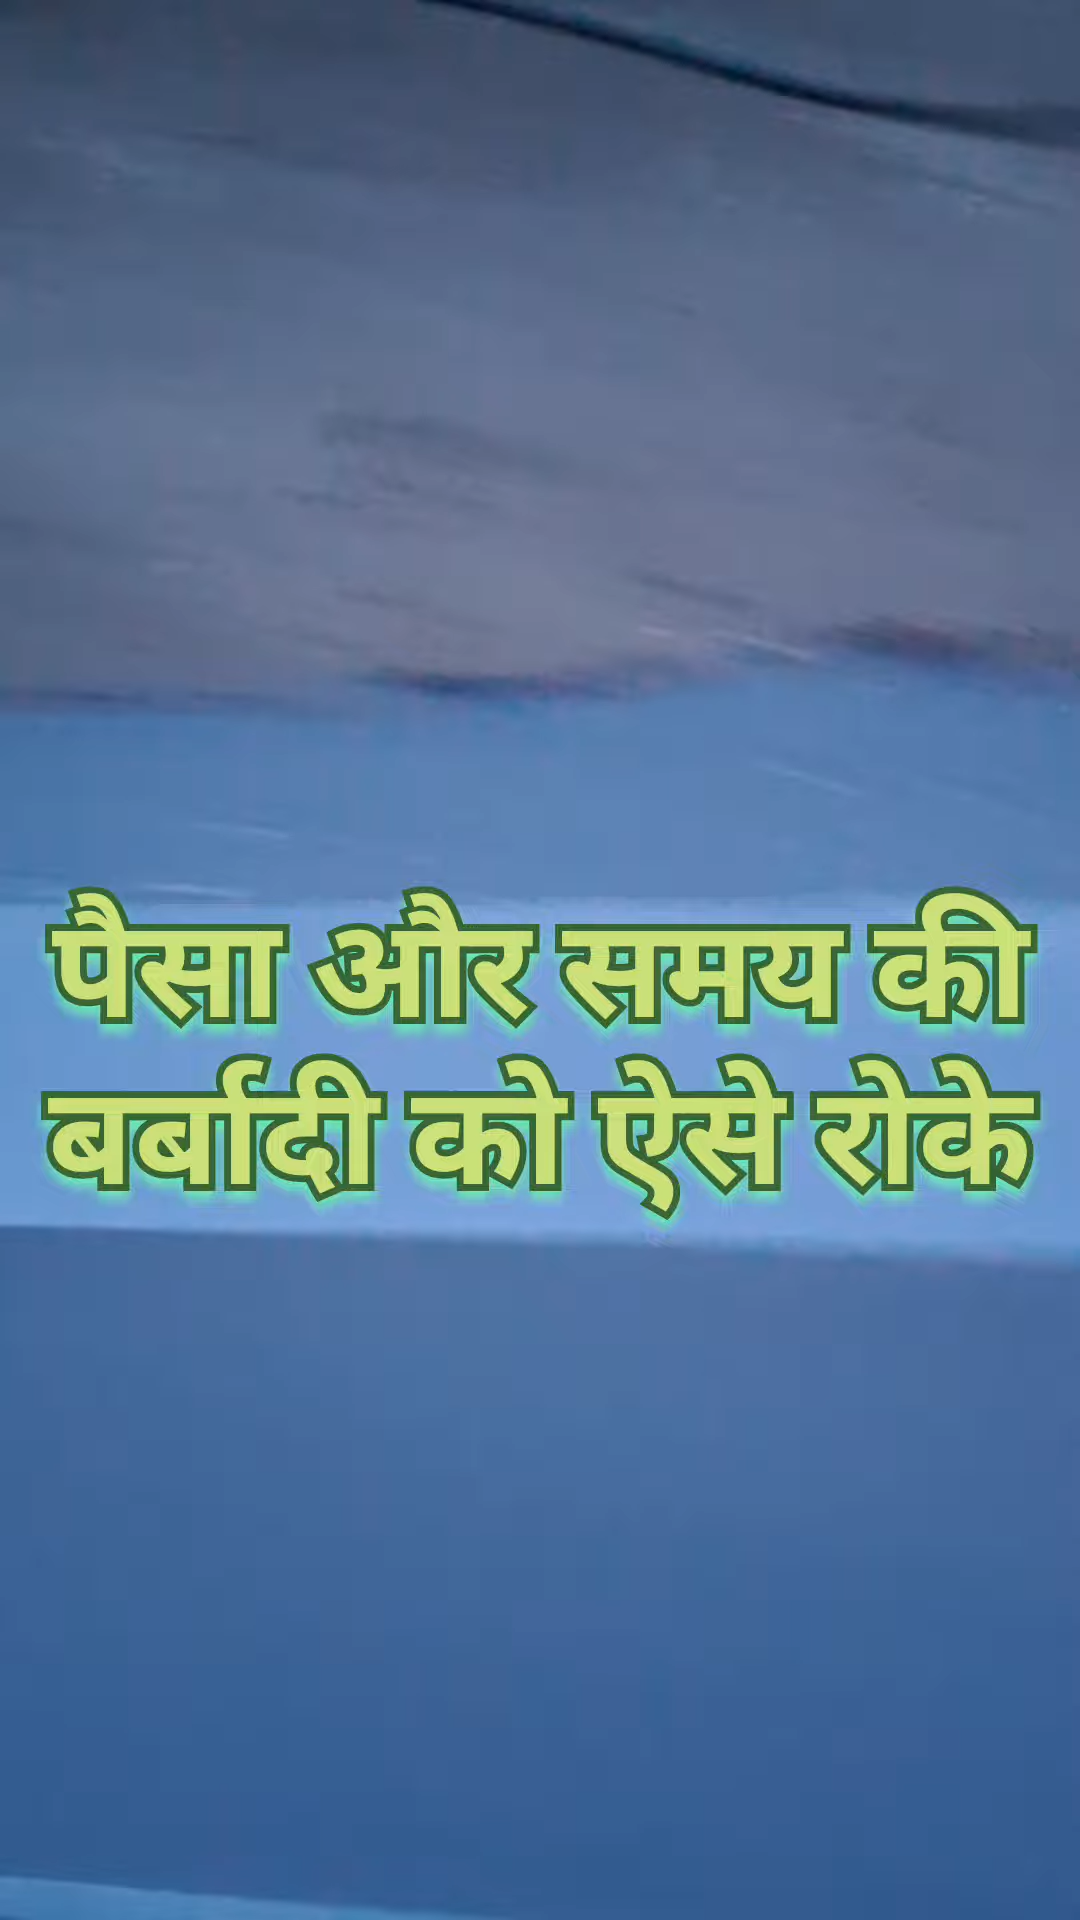 पैसा और समय की
बर्बादी को ऐसे रोके